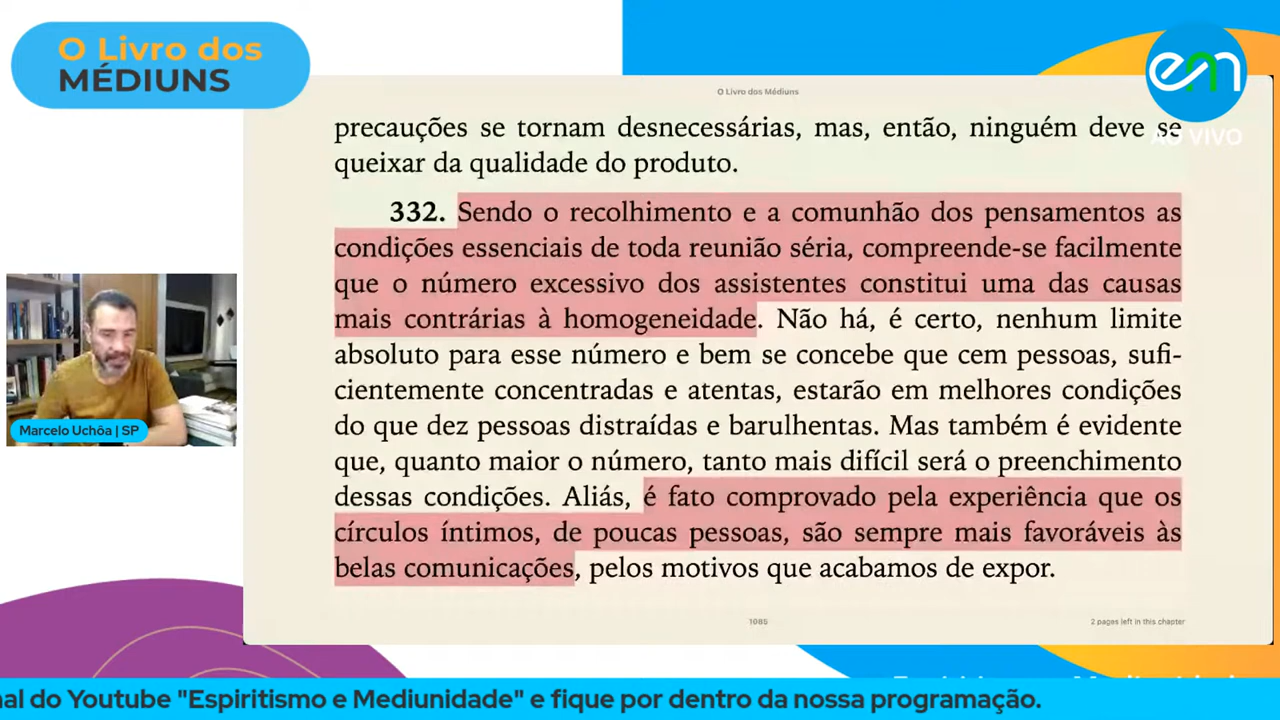 O Livro dos
MÉDIUNS
em
AO VIVO
O Livro dos Médiuns
precauções se tornam desnecessárias, mas, então, ninguém deve se
queixar da qualidade do produto.
332. Sendo o recolhimento e a comunhão dos pensamentos as
condições essenciais de toda reunião séria, compreende-se facilmente
que o número excessivo dos assistentes constitui uma das causas
mais contrárias à homogeneidade. Não há, é certo, nenhum limite
absoluto para esse número e bem se concebe que cem pessoas, sufi-
cientemente concentradas e atentas, estarão em melhores condições
do que dez pessoas distraídas e barulhentas. Mas também é evidente
que, quanto maior o número, tanto mais difícil será o preenchimento
dessas condições. Aliás, é fato comprovado pela experiência que os
círculos íntimos, de poucas pessoas, são sempre mais favoráveis às
belas comunicações, pelos motivos que acabamos de expor.
1085
2 pages left in this chapter
Marcelo Uchôa | SP
nal do Youtube "Espiritismo e Mediunidade" e fique por dentro da nossa programação.